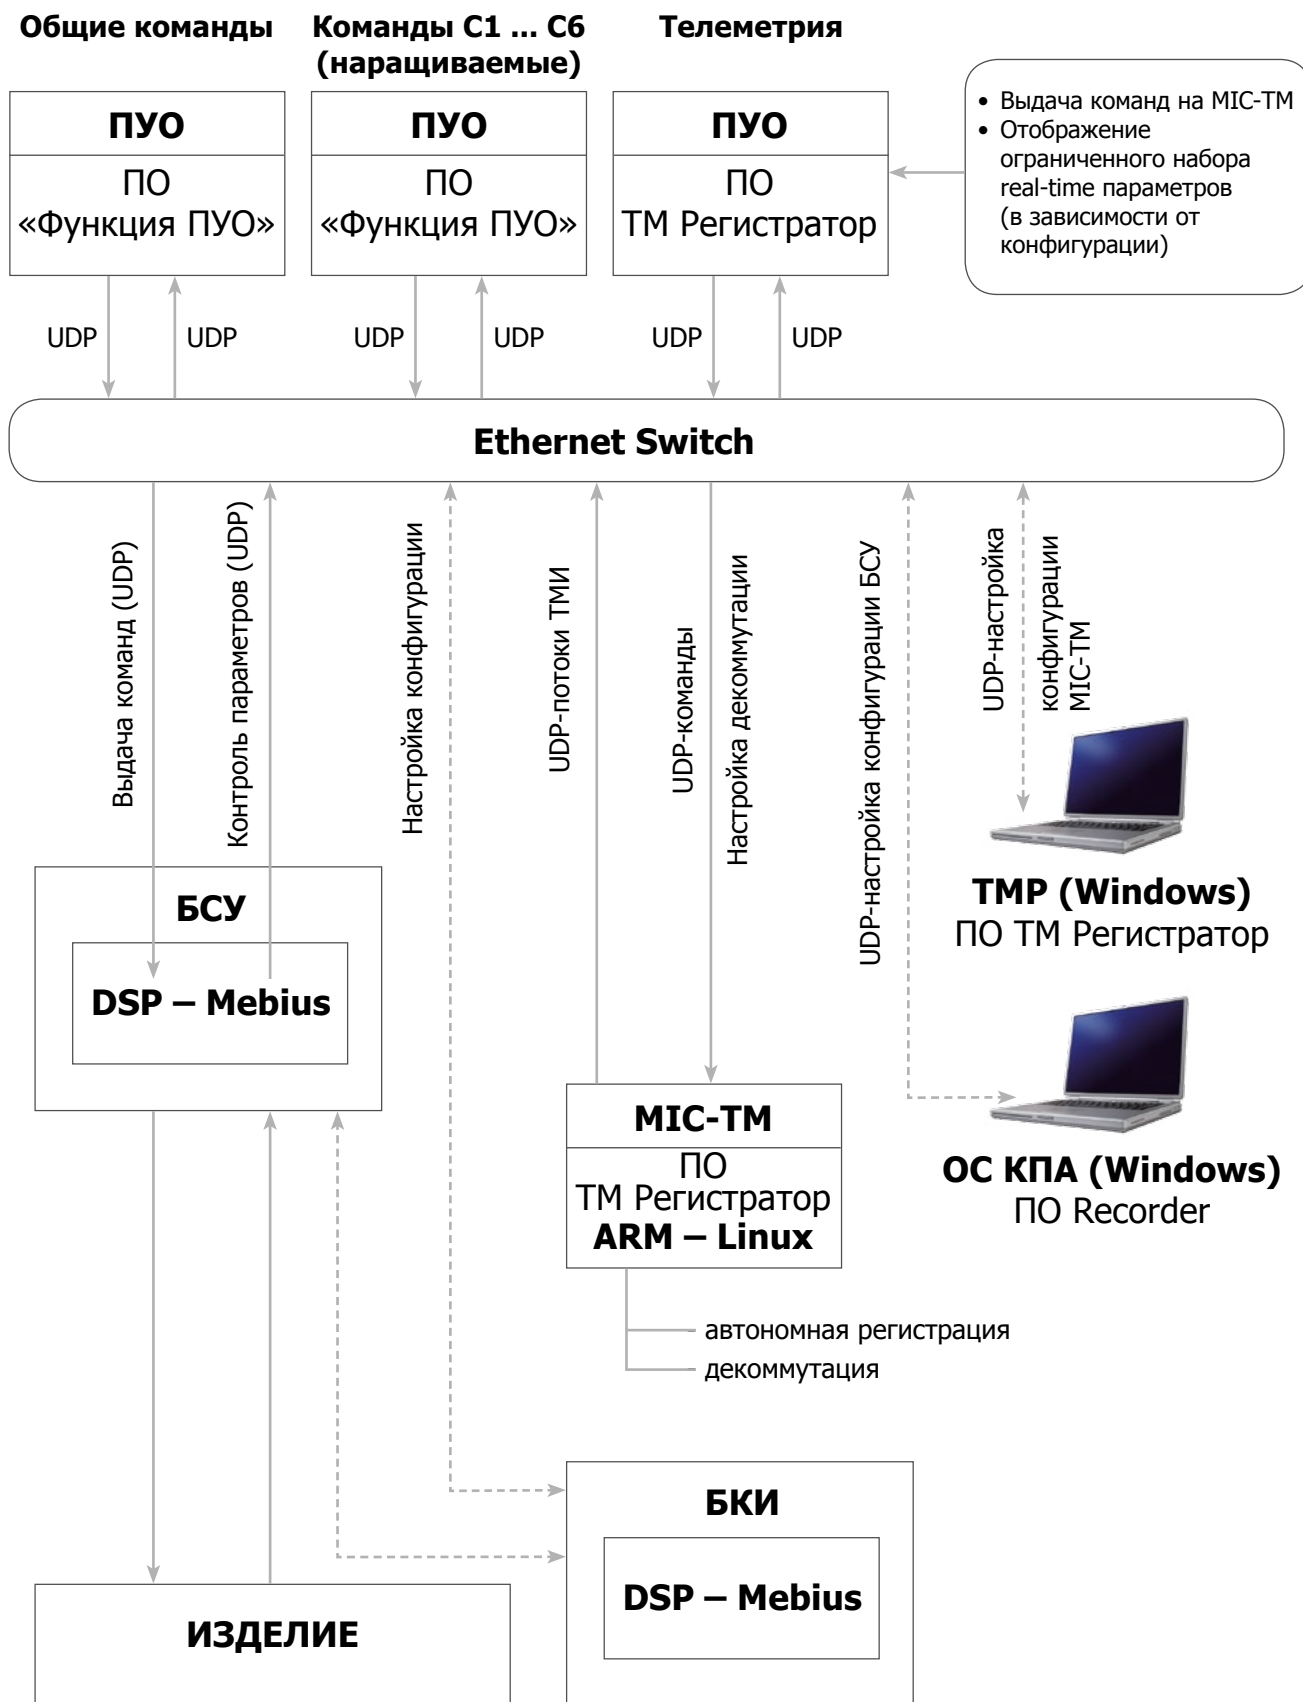 Общие команды
Команды С1 ... С6
(наращиваемые)
Телеметрия
ПУО
ПО
«Функция ПУО»
ПУО
ПО
«Функция ПУО»
ПУО
ПО
ТМ Регистратор
• Выдача команд на MIC-TM
• Отображение
ограниченного набора
real-time параметров
(в зависимости от
конфигурации)
UDP
UDP
UDP
UDP
UDP
UDP
Ethernet Switch
Выдача команд (UDP)
Контроль параметров (UDP)
Настройка конфигурации
UDP-потоки ТМИ
UDP-команды
Настройка декоммутации
UDP-настройка конфигурации БСУ
UDP-настройка
конфигурации
MIC-TM
ТМР (Windows)
ПО ТМ Регистратор
БСУ
DSP – Mebius
ОС КПА (Windows)
ПО Recorder
MIC-TM
ПО
ТМ Регистратор
ARM – Linux
автономная регистрация
декоммутация
БКИ
DSP – Mebius
ИЗДЕЛИЕ